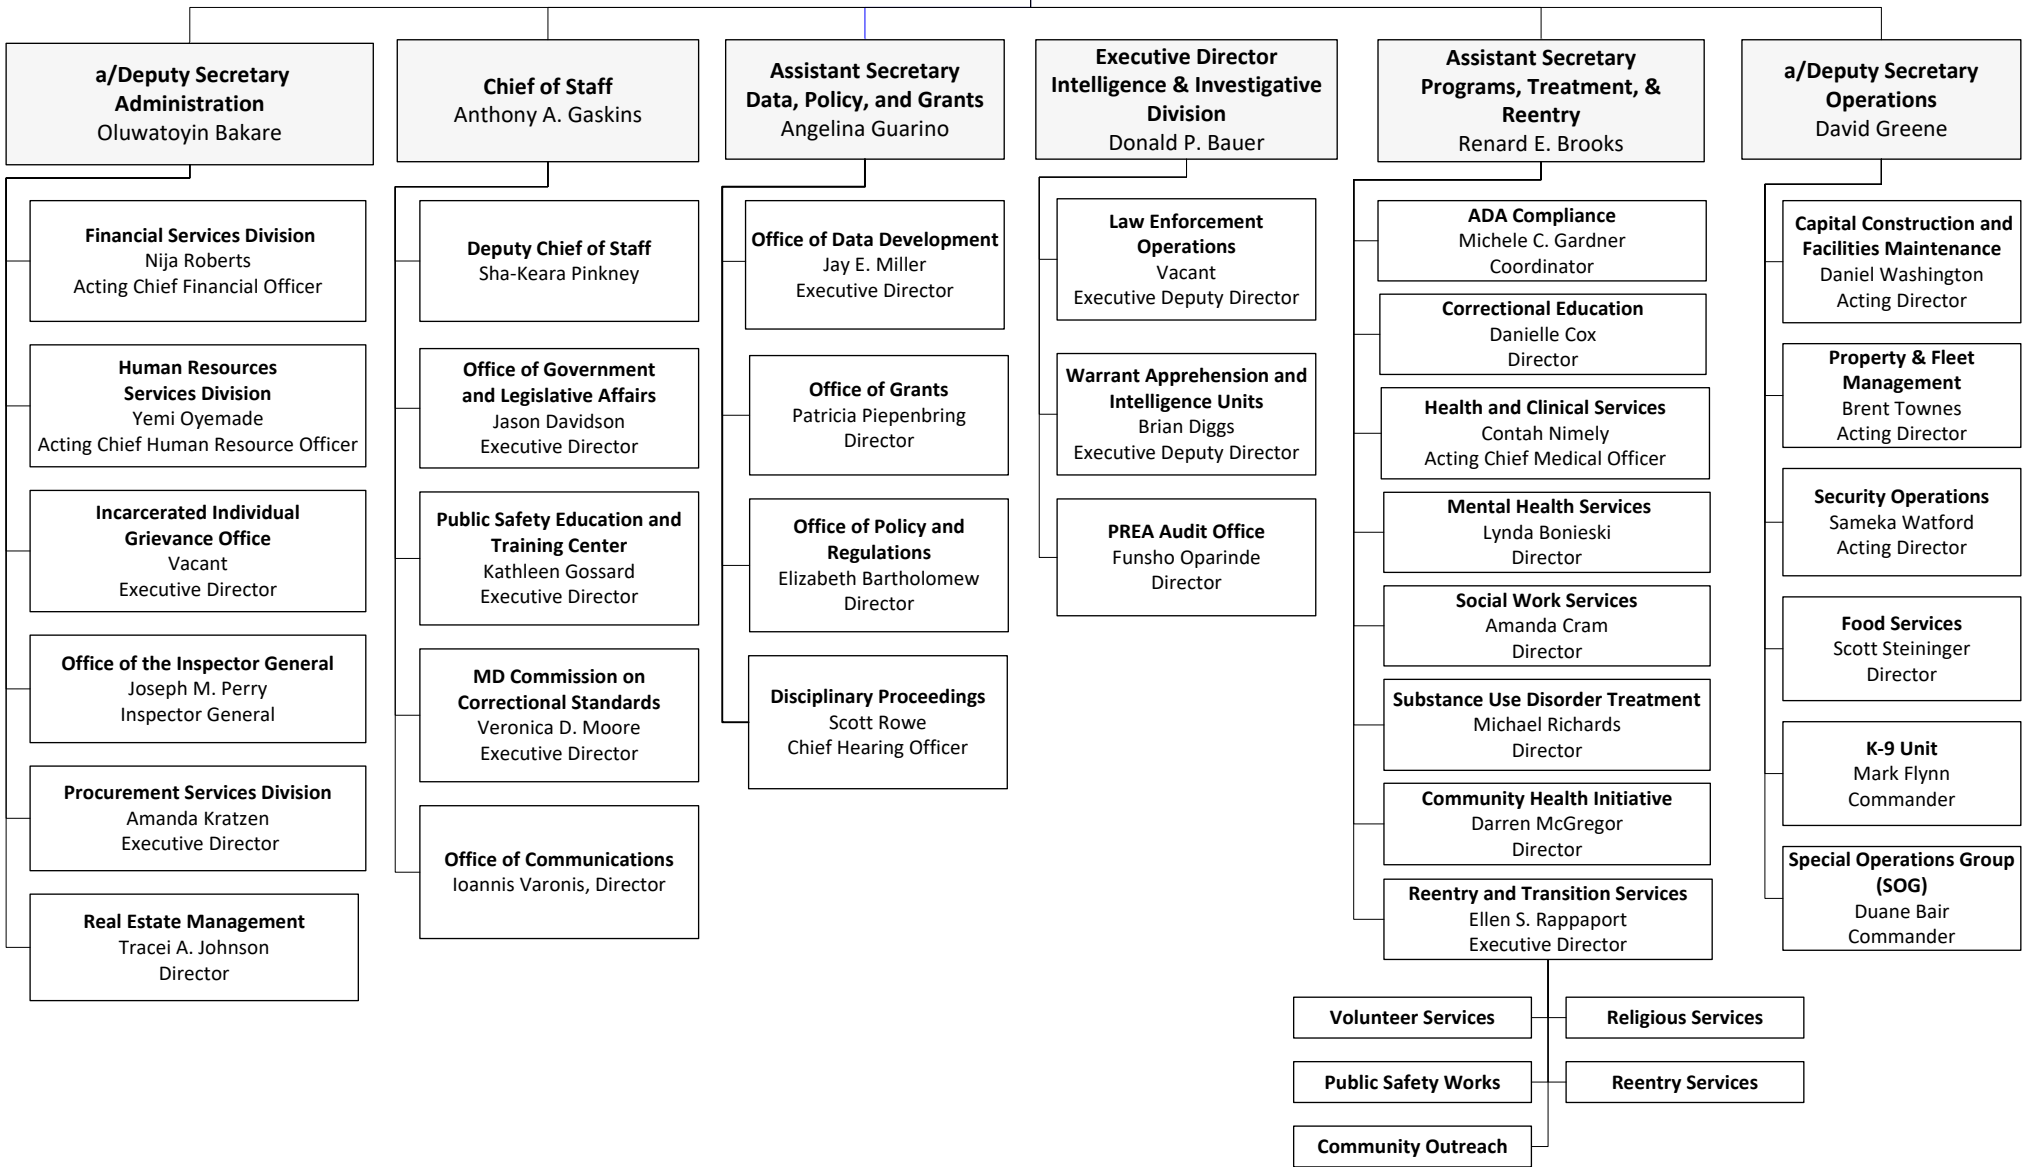 a/Deputy Secretary
Administration
Oluwatoyin Bakare
Financial Services Division
Nija Roberts
Acting Chief Financial Officer
Human Resources
Services Division
Yemi Oyemade
Acting Chief Human Resource Officer
Incarcerated Individual
Grievance Office
Vacant
Executive Director
Office of the Inspector General
Joseph M. Perry
Inspector General
Procurement Services Division
Amanda Kratzen
Executive Director
Real Estate Management
Tracei A. Johnson
Director
Chief of Staff
Anthony A. Gaskins
Deputy Chief of Staff
Sha-Keara Pinkney
Office of Government
and Legislative Affairs
Jason Davidson
Executive Director
Public Safety Education and
Training Center
Kathleen Gossard
Executive Director
MD Commission on
Correctional Standards
Veronica D. Moore
Executive Director
Office of Communications
Ioannis Varonis, Director
Assistant Secretary
Data, Policy, and Grants
Angelina Guarino
Office of Data Development
Jay E. Miller
Executive Director
Office of Grants
Patricia Piepenbring
Director
Office of Policy and
Regulations
Elizabeth Bartholomew
Director
Disciplinary Proceedings
Scott Rowe
Chief Hearing Officer
Executive Director
Intelligence & Investigative
Division
Donald P. Bauer
Law Enforcement
Operations
Vacant
Executive Deputy Director
Warrant Apprehension and
Intelligence Units
Brian Diggs
Executive Deputy Director
PREA Audit Office
Funsho Oparinde
Director
Assistant Secretary
Programs, Treatment, &
Reentry
Renard E. Brooks
ADA Compliance
Michele C. Gardner
Coordinator
Correctional Education
Danielle Cox
Director
Health and Clinical Services
Contah Nimely
Acting Chief Medical Officer
Mental Health Services
Lynda Bonieski
Director
Social Work Services
Amanda Cram
Director
Substance Use Disorder Treatment
Michael Richards
Director
Community Health Initiative
Darren McGregor
Director
Reentry and Transition Services
Ellen S. Rappaport
Executive Director
Volunteer Services
Religious Services
Public Safety Works
Reentry Services
Community Outreach
a/Deputy Secretary
Operations
David Greene
Capital Construction and
Facilities Maintenance
Daniel Washington
Acting Director
Property & Fleet
Management
Brent Townes
Acting Director
Security Operations
Sameka Watford
Acting Director
Food Services
Scott Steininger
Director
K-9 Unit
Mark Flynn
Commander
Special Operations Group
(SOG)
Duane Bair
Commander